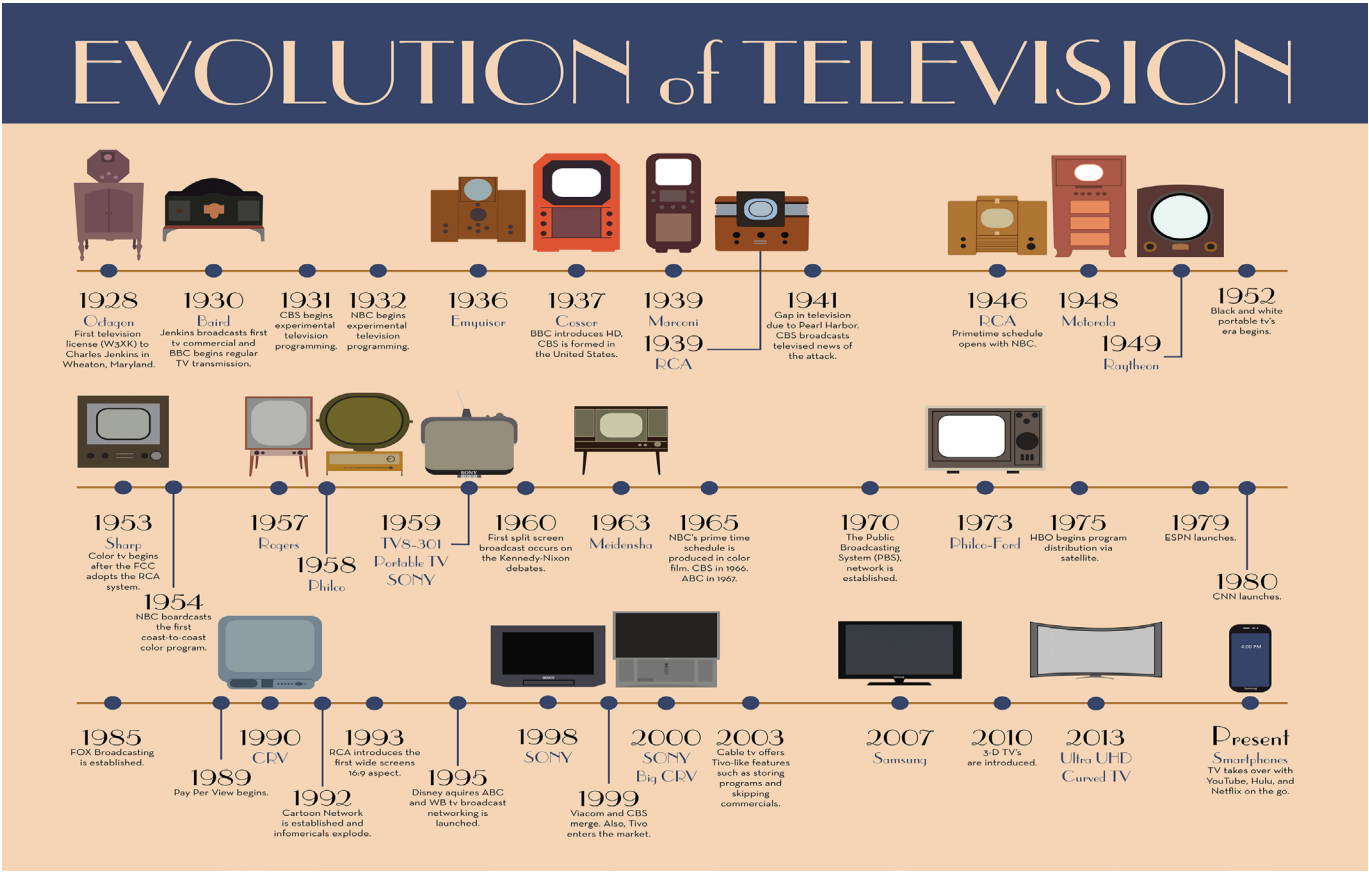 EVOLUTION of TELEVISION
1928
Octagon
First television
license (W3XK) to
Charles Jenkins in
Wheaton, Maryland.
1930
Baird
Jenkins broadcasts first
tv commercial and
BBC begins regular
TV transmission.
1931
CBS begins
experimental
television
programming.
1932
NBC begins
experimental
television
programming.
1936
Emyuisor
1937
Cossor
BBC introduces HD,
CBS is formed in
the United States.
1939
Marconi
1939
RCA
1941
Gap in television
due to Pearl Harbor.
CBS broadcasts
televised news of
the attack.
1946
RCA
Primetime schedule
opens with NBC.
1948
Motorola
1949
Raytheon
1952
Black and white
portable tv's
era begins.
SONY
1953
Sharp
Color tv begins
after the FCC
adopts the RCA
system.
1954
NBC boardcasts
the first
coast-to-coast
color program.
1957
Rogers
1958
Philco
1959
TV8-301
Portable TV
SONY
1960
First split screen
broadcast occurs on
the Kennedy-Nixon
debates.
1963
Meidensha
1965
NBC's prime time
schedule is
produced in color
film. CBS in 1966.
ABC in 1967.
1970
The Public
Broadcasting
System (PBS),
network is
established.
1973
Philco-Ford
1975
HBO begins program
distribution via
satellite.
1979
ESPN launches.
1980
CNN launches.
SONY
4:00 PM
1985
FOX Broadcasting
is established.
1989
Pay Per View begins.
1990
CRV
1992
Cartoon Network
is established and
infomericals explode.
1993
RCA introduces the
first wide screens
16:9 aspect.
1995
Disney aquires ABC
and WB tv broadcast
networking is
launched.
1998
SONY
1999
Viacom and CBS
merge. Also, Tivo
enters the market.
2000
SONY
Big CRV
2003
Cable tv offers
Tivo-like features
such as storing
programs and
skipping
commercials.
2007
Samsung
2010
3-D TV's
are introduced.
2013
Ultra UHD
Curved TV
Present
Smartphones
TV takes over with
YouTube, Hulu, and
Netflix on the go.